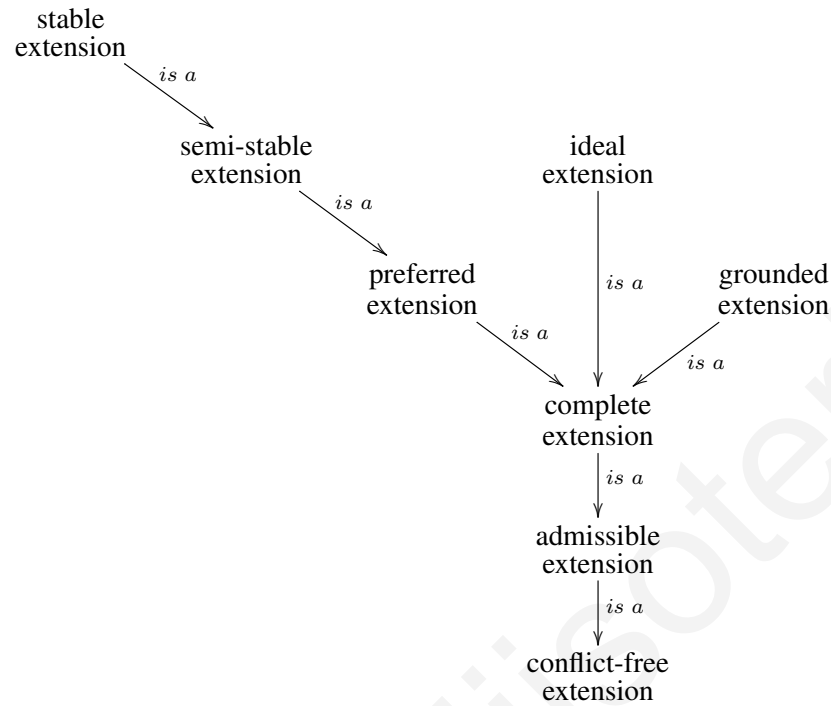 stable
extension
is a
semi-stable
extension
ideal
extension
is a
preferred
extension
is a
grounded
extension
is a
is a
complete
extension
is a
admissible
extension
is a
conflict-free
extension